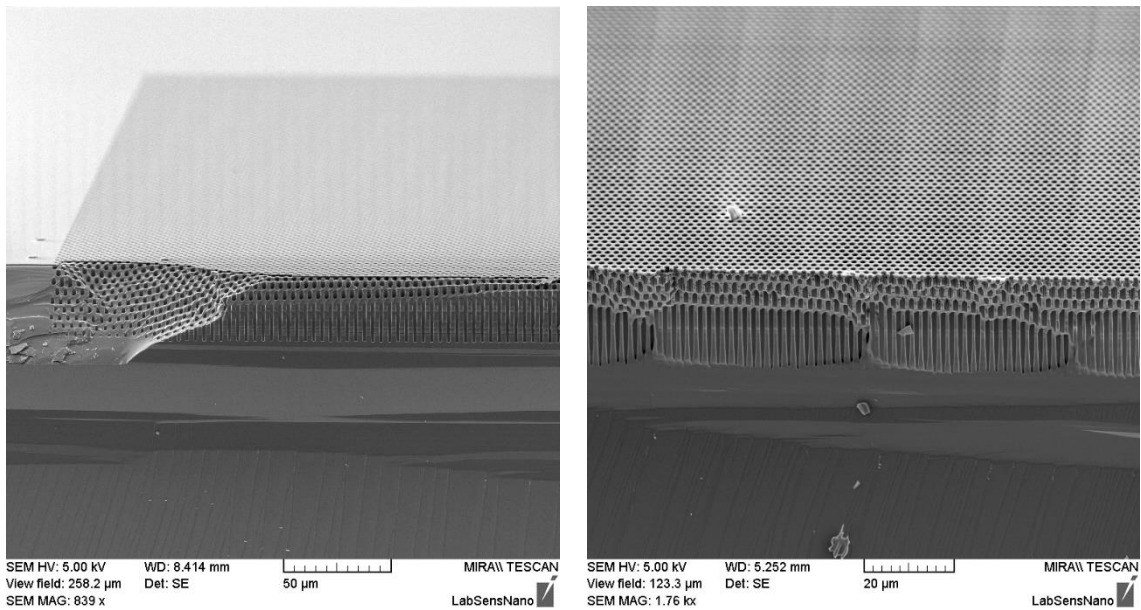 SEM HV: 5.00 kV WD: 8.414 mm MIRA\\ TESCAN
View field: 258.2 µm Det: SE 50 µm
SEM MAG: 839 x LabSensNano
SEM HV: 5.00 kV WD: 5.252 mm MIRA\\ TESCAN
View field: 123.3 µm Det: SE 20 µm
SEM MAG: 1.76 kx LabSensNano